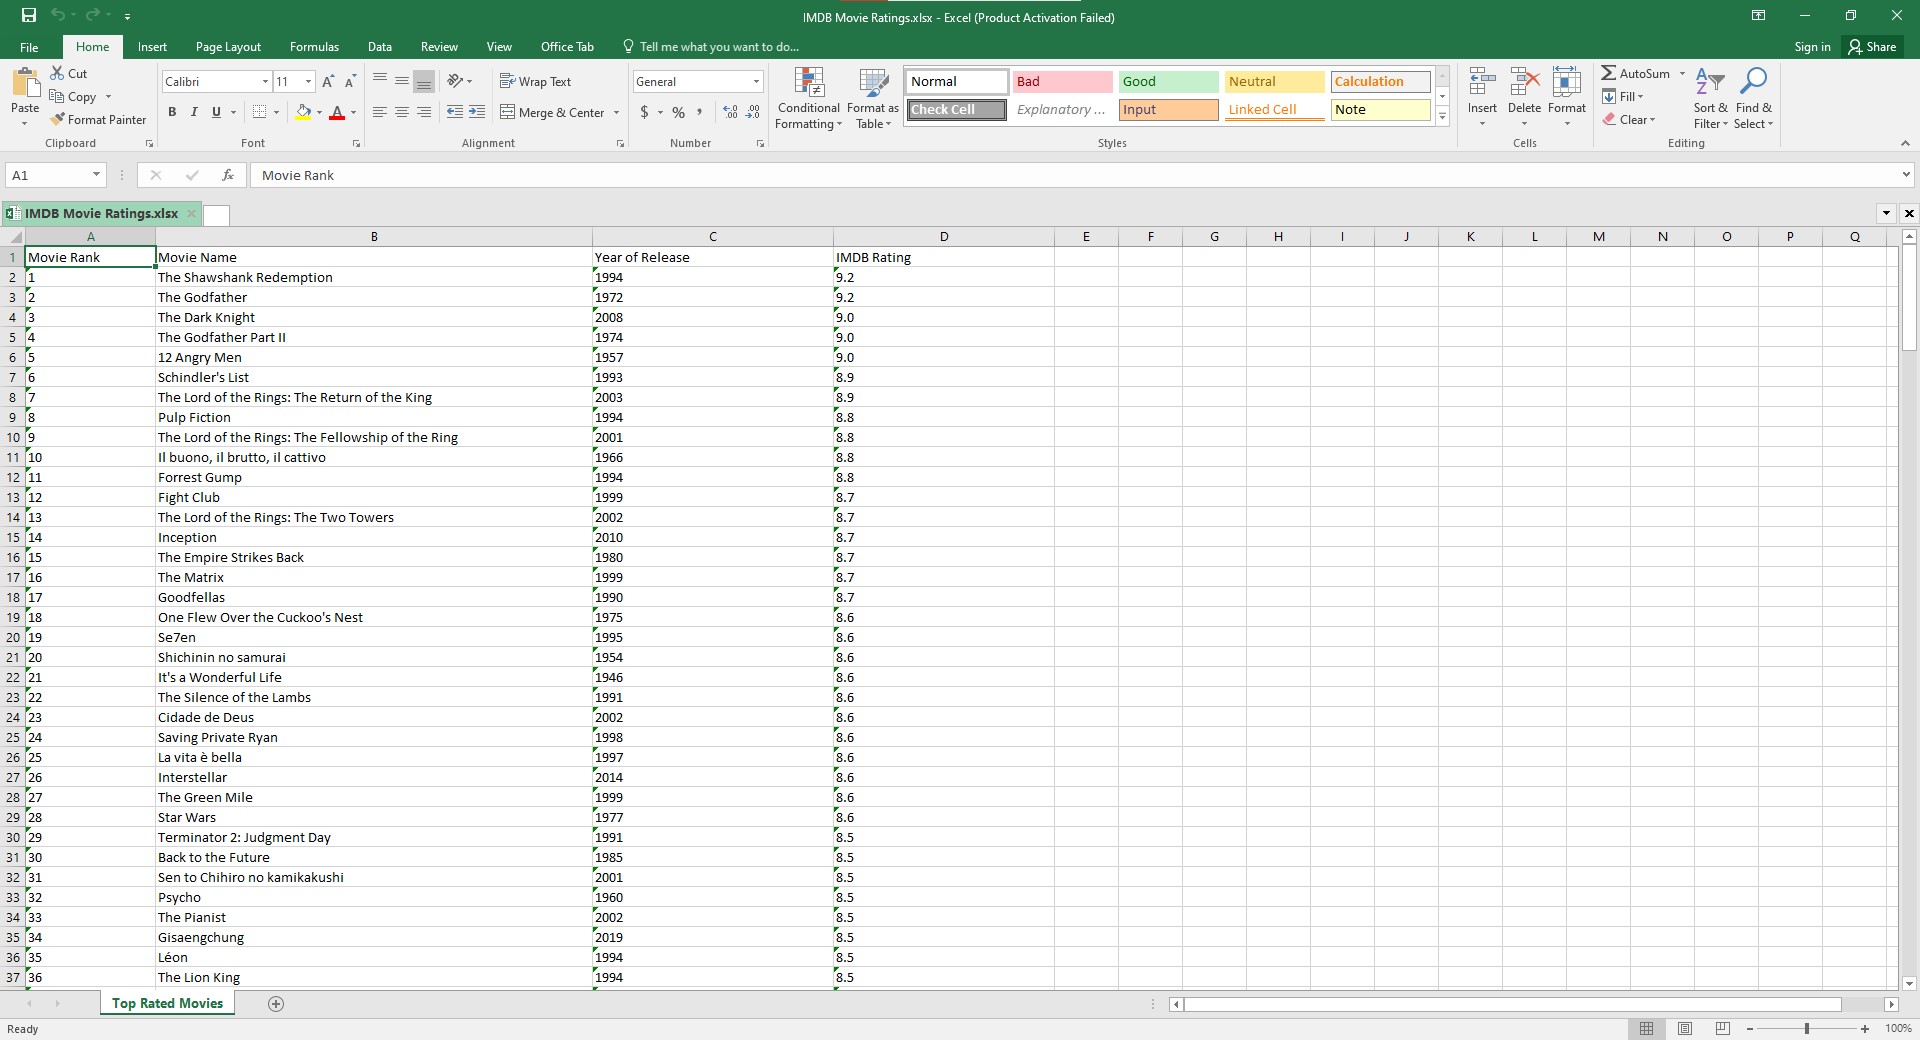 IMDB Movie Ratings.xlsx - Excel (Product Activation Failed)
File Home Insert Page Layout Formulas Data Review View Office Tab Tell me what you want to do... Sign in Share
Paste Cut Copy Format Painter Clipboard
Calibri 11 A A B I U A Font
Wrap Text Merge & Center Alignment
General $ % , Number
Conditional Formatting Format as Table
Normal Bad Good Neutral Calculation
Check Cell Explanatory ... Input Linked Cell Note
Styles
Insert Delete Format Cells
AutoSum Fill Clear Sort & Filter Find & Select Editing
A1 fx Movie Rank
IMDB Movie Ratings.xlsx
A B C D E F G H I J K L M N O P Q
1 Movie Rank Movie Name Year of Release IMDB Rating
2 1 The Shawshank Redemption 1994 9.2
3 2 The Godfather 1972 9.2
4 3 The Dark Knight 2008 9.0
5 4 The Godfather Part II 1974 9.0
6 5 12 Angry Men 1957 9.0
7 6 Schindler's List 1993 8.9
8 7 The Lord of the Rings: The Return of the King 2003 8.9
9 8 Pulp Fiction 1994 8.8
10 9 The Lord of the Rings: The Fellowship of the Ring 2001 8.8
11 10 Il buono, il brutto, il cattivo 1966 8.8
12 11 Forrest Gump 1994 8.8
13 12 Fight Club 1999 8.7
14 13 The Lord of the Rings: The Two Towers 2002 8.7
15 14 Inception 2010 8.7
16 15 The Empire Strikes Back 1980 8.7
17 16 The Matrix 1999 8.7
18 17 Goodfellas 1990 8.7
19 18 One Flew Over the Cuckoo's Nest 1975 8.6
20 19 Se7en 1995 8.6
21 20 Shichinin no samurai 1954 8.6
22 21 It's a Wonderful Life 1946 8.6
23 22 The Silence of the Lambs 1991 8.6
24 23 Cidade de Deus 2002 8.6
25 24 Saving Private Ryan 1998 8.6
26 25 La vita è bella 1997 8.6
27 26 Interstellar 2014 8.6
28 27 The Green Mile 1999 8.6
29 28 Star Wars 1977 8.6
30 29 Terminator 2: Judgment Day 1991 8.5
31 30 Back to the Future 1985 8.5
32 31 Sen to Chihiro no kamikakushi 2001 8.5
33 32 Psycho 1960 8.5
34 33 The Pianist 2002 8.5
35 34 Gisaengchung 2019 8.5
36 35 Léon 1994 8.5
37 36 The Lion King 1994 8.5
Top Rated Movies
Ready 100%